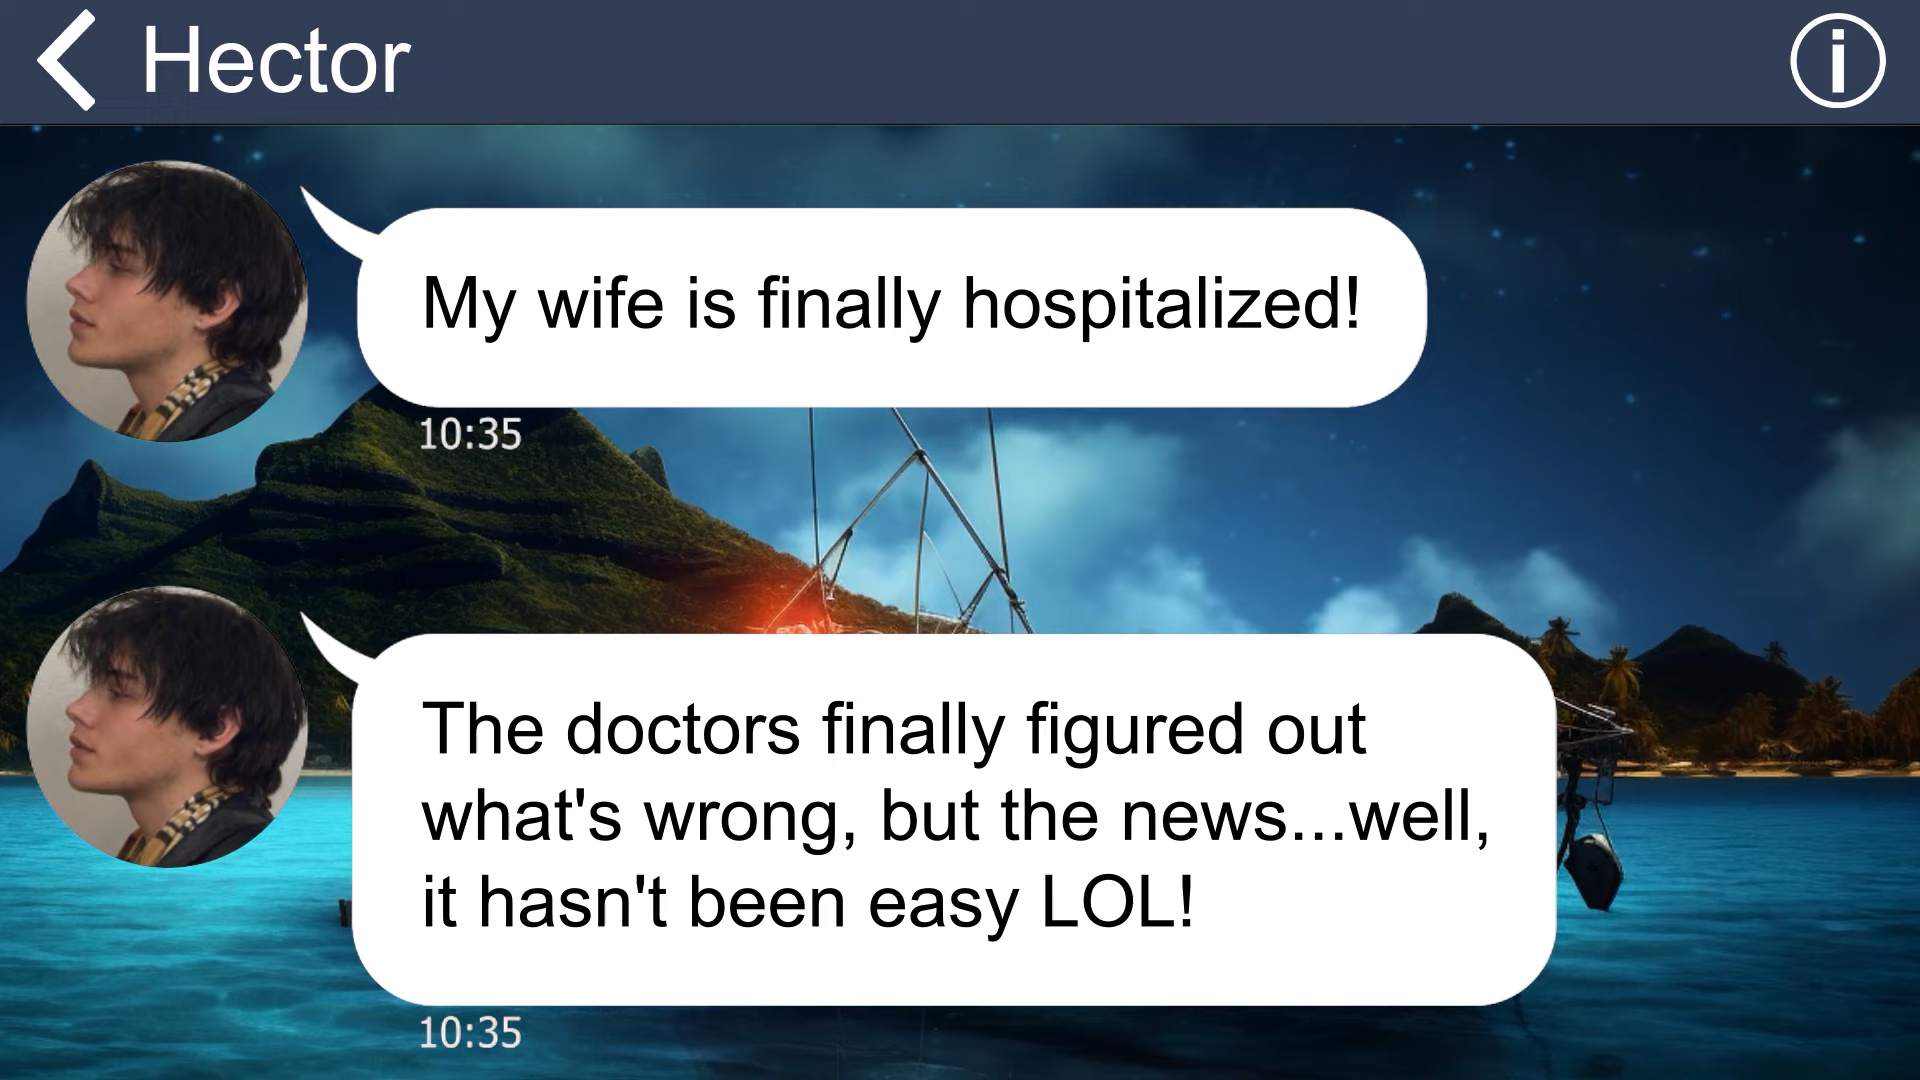 Hector
My wife is finally hospitalized!
10:35
The doctors finally figured out
what's wrong, but the news...well,
it hasn't been easy LOL!
10:35